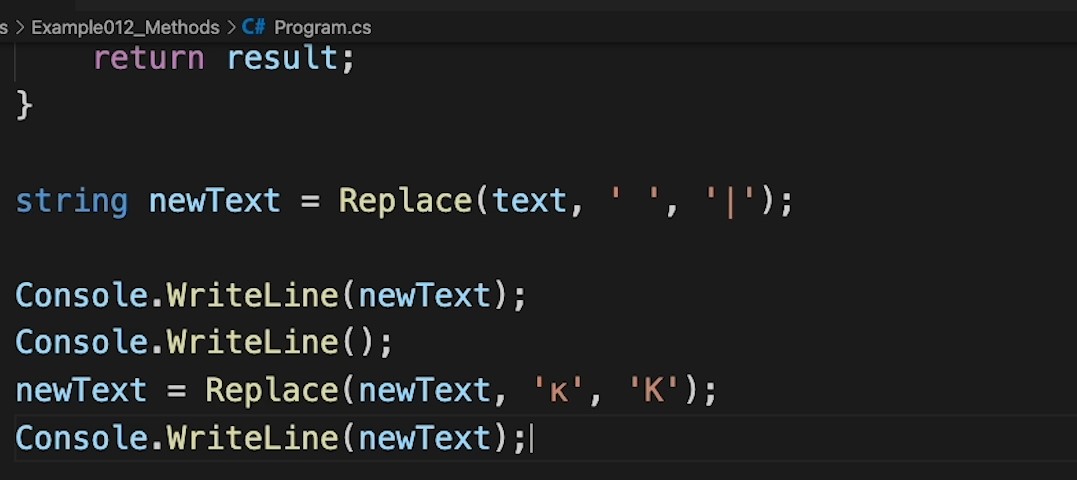 s > Example012_Methods > C# Program.cs
return result;
}
string newText = Replace(text, ' ', '|');
Console.WriteLine(newText);
Console.WriteLine();
newText = Replace(newText, 'к', 'К');
Console.WriteLine(newText);